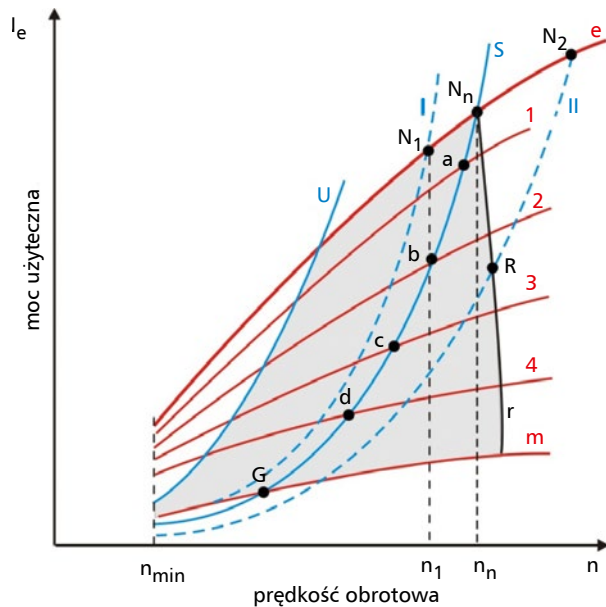 lₑ
moc użyteczna
U
I
S
e
N₂
Nₙ
II
N₁
1
a
2
b
R
3
c
4
d
r
m
G
nₘᵢₙ
n₁
nₙ
n
prędkość obrotowa